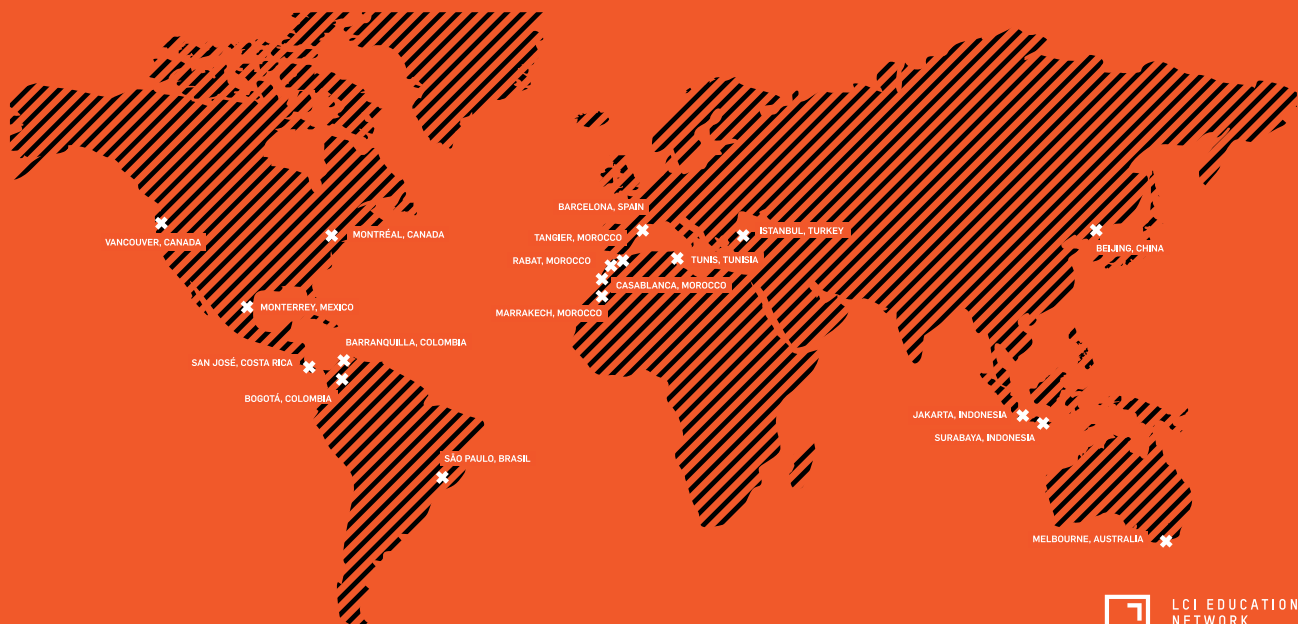 BARCELONA, SPAIN
VANCOUVER, CANADA
MONTRÉAL, CANADA
TANGIER, MOROCCO
ISTANBUL, TURKEY
BEIJING, CHINA
RABAT, MOROCCO
TUNIS, TUNISIA
CASABLANCA, MOROCCO
MONTERREY, MEXICO
MARRAKECH, MOROCCO
BARRANQUILLA, COLOMBIA
SAN JOSÉ, COSTA RICA
BOGOTÁ, COLOMBIA
JAKARTA, INDONESIA
SURABAYA, INDONESIA
SÃO PAULO, BRASIL
MELBOURNE, AUSTRALIA
LCI EDUCATION
NETWORK